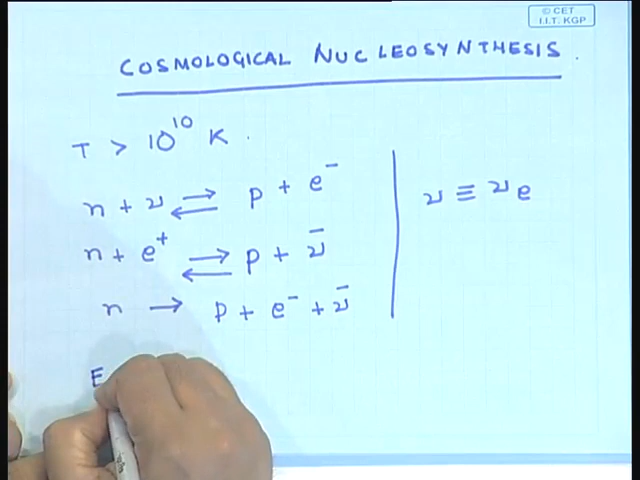 © CET
I.I.T. KGP
COSMOLOGICAL NUCLEOSYNTHESIS.
T > 10¹⁰ K.
n + ν ⇌ p + e⁻
ν ≡ νe
n + e⁺ ⇌ p + ν̄
n → p + e⁻ + ν̄
E